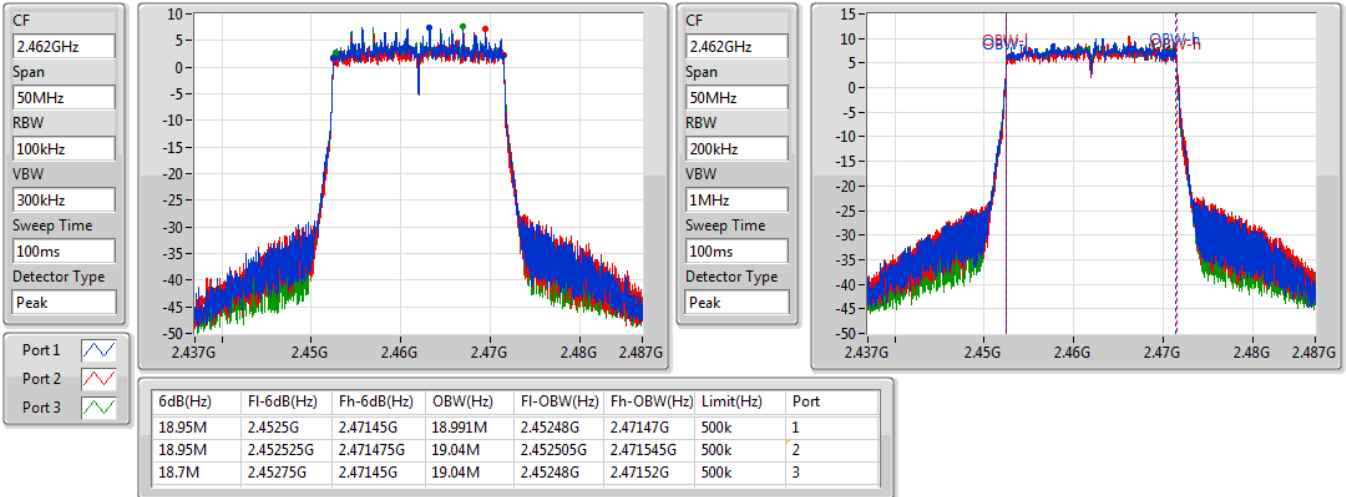 CF
2.462GHz
Span
50MHz
RBW
100kHz
VBW
300kHz
Sweep Time
100ms
Detector Type
Peak
10
5
0
-5
-10
-15
-20
-25
-30
-35
-40
-45
-50
2.437G 2.45G 2.46G 2.47G 2.48G 2.487G
CF
2.462GHz
Span
50MHz
RBW
200kHz
VBW
1MHz
Sweep Time
100ms
Detector Type
Peak
15
10
5
0
-5
-10
-15
-20
-25
-30
-35
-40
-45
-50
OBW-l OBW-h
OBW-l OBW-h
2.437G 2.45G 2.46G 2.47G 2.48G 2.487G
Port 1
Port 2
Port 3
6dB(Hz) Fl-6dB(Hz) Fh-6dB(Hz) OBW(Hz) Fl-OBW(Hz) Fh-OBW(Hz) Limit(Hz) Port
18.95M 2.4525G 2.47145G 18.991M 2.45248G 2.47147G 500k 1
18.95M 2.452525G 2.471475G 19.04M 2.452505G 2.471545G 500k 2
18.7M 2.45275G 2.47145G 19.04M 2.45248G 2.47152G 500k 3